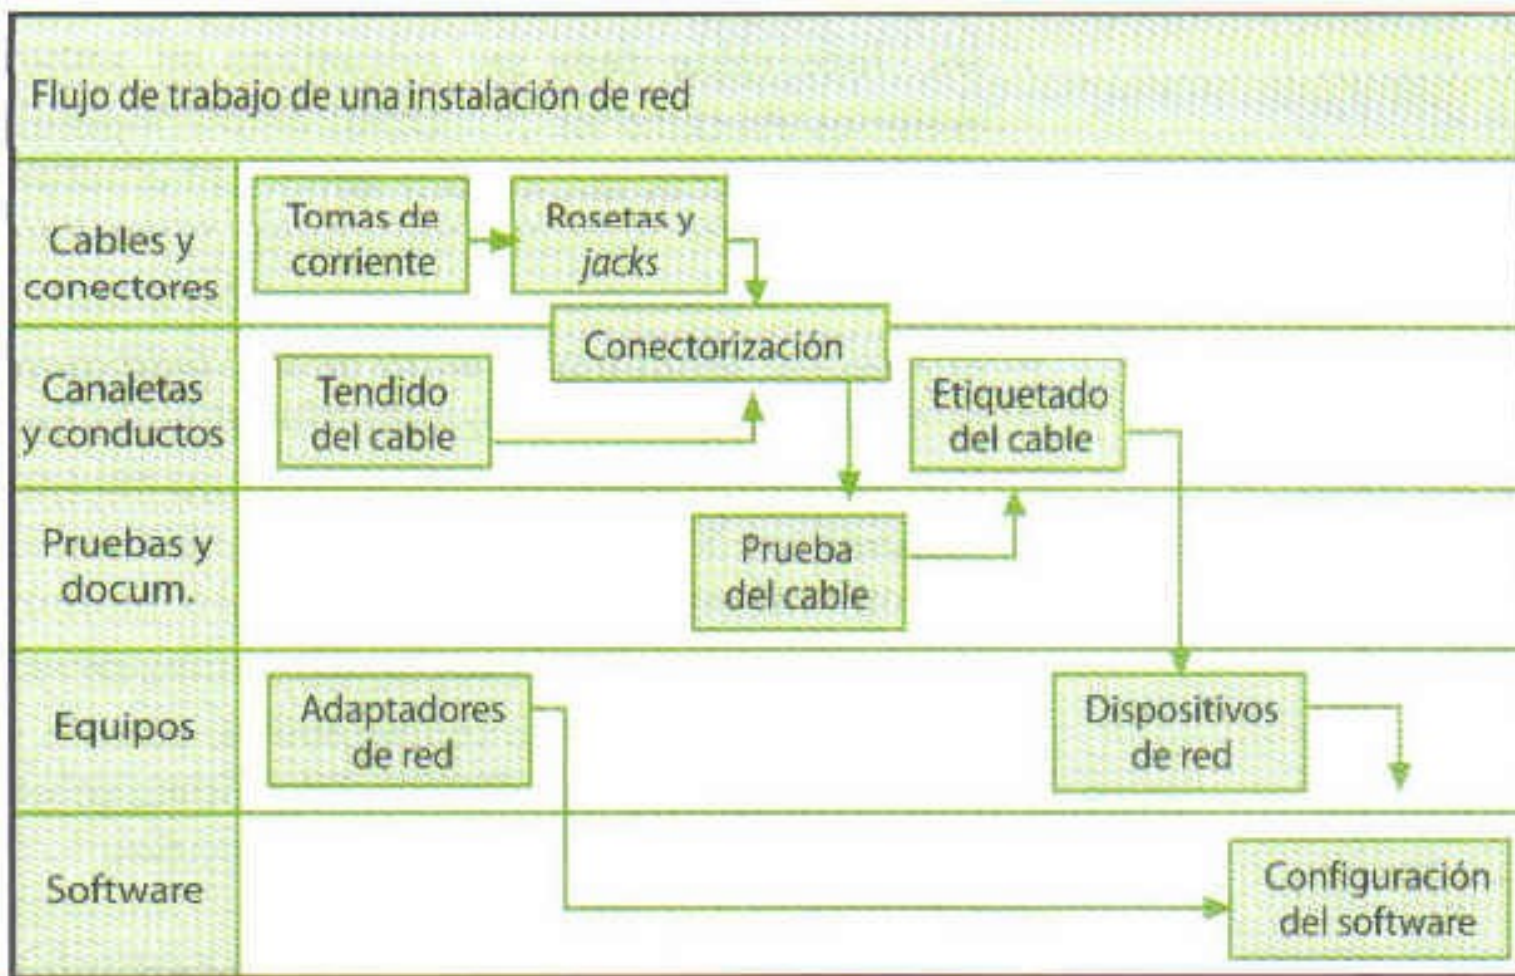 Flujo de trabajo de una instalación de red
Cables y
conectores
Tomas de
corriente
Rosetas y
jacks
Conectorización
Canaletas
y conductos
Tendido
del cable
Etiquetado
del cable
Pruebas y
docum.
Prueba
del cable
Equipos
Adaptadores
de red
Dispositivos
de red
Software
Configuración
del software